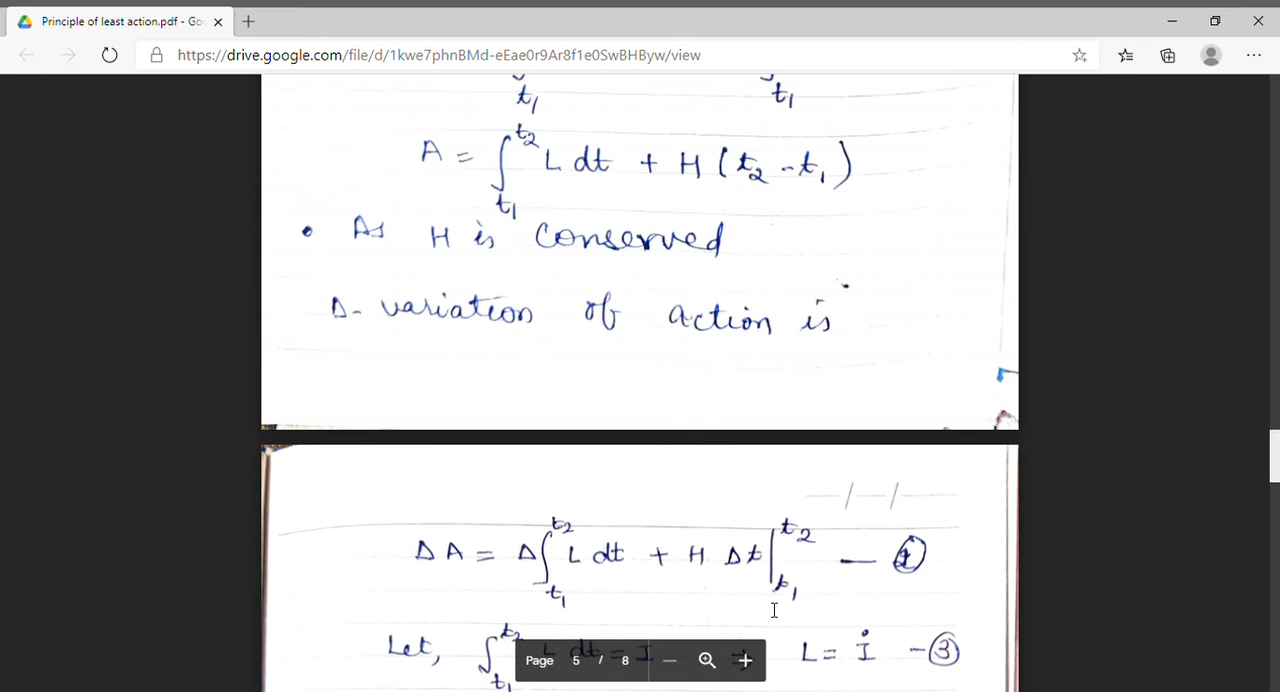 Principle of least action.pdf - Goo
https://drive.google.com/file/d/1kwe7phnBMd-eEae0r9Ar8f1e0SwBHByw/view
t₁ t₁
A = ∫_{t₁}^{t₂} L dt + H (t₂ - t₁)
• As H is conserved
Δ- variation of action is
—/—/—
ΔA = Δ∫_{t₁}^{t₂} L dt + H Δt|_{t₁}^{t₂} —
Let, ∫_{t₁}^{t₂} L dt = I ⇒ L = İ - ③
Page 5 / 8